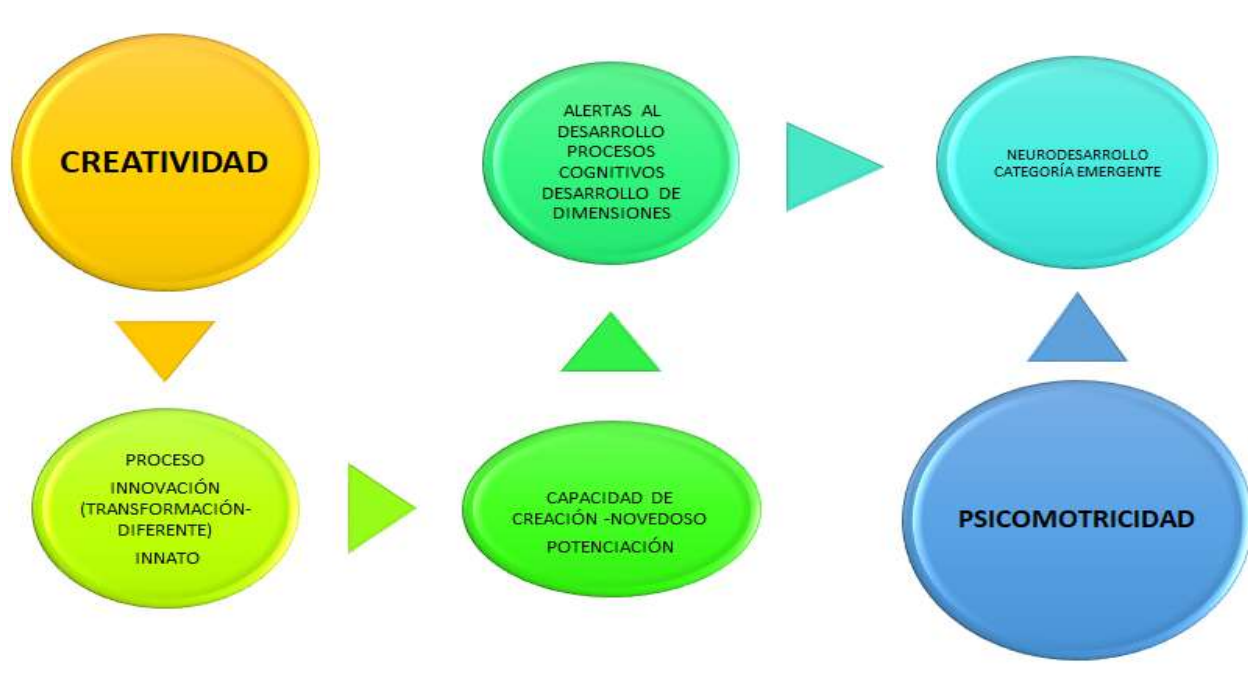 CREATIVIDAD
PROCESO
INNOVACIÓN
(TRANSFORMACIÓN-
DIFERENTE)
INNATO
CAPACIDAD DE
CREACIÓN -NOVEDOSO
POTENCIACIÓN
ALERTAS AL
DESARROLLO
PROCESOS
COGNITIVOS
DESARROLLO DE
DIMENSIONES
NEURODESARROLLO
CATEGORÍA EMERGENTE
PSICOMOTRICIDAD